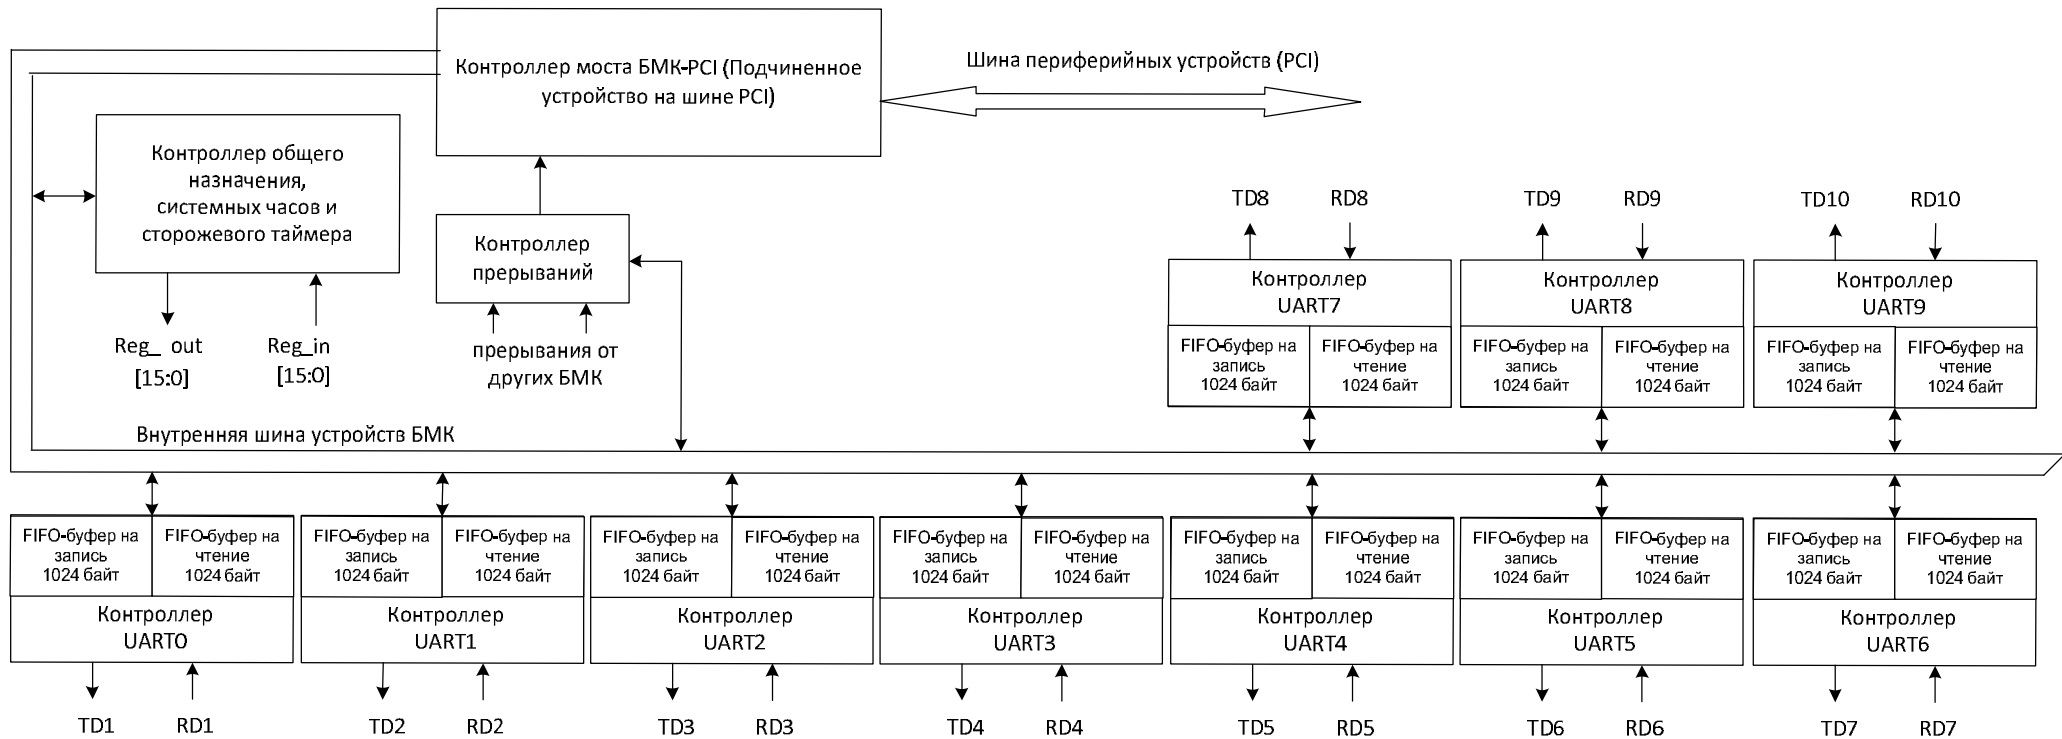 Контроллер моста БМК-PCI (Подчиненное
устройство на шине PCI)
Шина периферийных устройств (PCI)
Контроллер общего
назначения,
системных часов и
сторожевого таймера
Контроллер
прерываний
Reg_ out
[15:0]
Reg_in
[15:0]
прерывания от
других БМК
TD8
RD8
TD9
RD9
TD10
RD10
Контроллер
UART7
Контроллер
UART8
Контроллер
UART9
FIFO-буфер на
запись
1024 байт
FIFO-буфер на
чтение
1024 байт
FIFO-буфер на
запись
1024 байт
FIFO-буфер на
чтение
1024 байт
FIFO-буфер на
запись
1024 байт
FIFO-буфер на
чтение
1024 байт
Внутренняя шина устройств БМК
FIFO-буфер на
запись
1024 байт
FIFO-буфер на
чтение
1024 байт
FIFO-буфер на
запись
1024 байт
FIFO-буфер на
чтение
1024 байт
FIFO-буфер на
запись
1024 байт
FIFO-буфер на
чтение
1024 байт
FIFO-буфер на
запись
1024 байт
FIFO-буфер на
чтение
1024 байт
FIFO-буфер на
запись
1024 байт
FIFO-буфер на
чтение
1024 байт
FIFO-буфер на
запись
1024 байт
FIFO-буфер на
чтение
1024 байт
FIFO-буфер на
запись
1024 байт
FIFO-буфер на
чтение
1024 байт
Контроллер
UART0
Контроллер
UART1
Контроллер
UART2
Контроллер
UART3
Контроллер
UART4
Контроллер
UART5
Контроллер
UART6
TD1
RD1
TD2
RD2
TD3
RD3
TD4
RD4
TD5
RD5
TD6
RD6
TD7
RD7